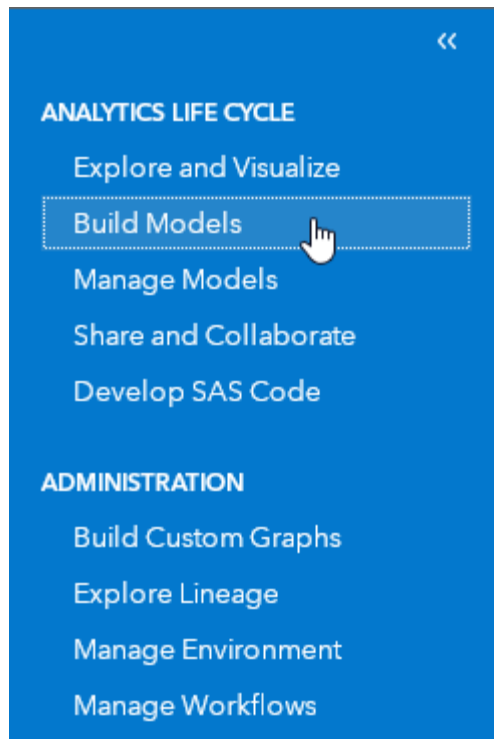 «
ANALYTICS LIFE CYCLE
Explore and Visualize
Build Models
Manage Models
Share and Collaborate
Develop SAS Code
ADMINISTRATION
Build Custom Graphs
Explore Lineage
Manage Environment
Manage Workflows